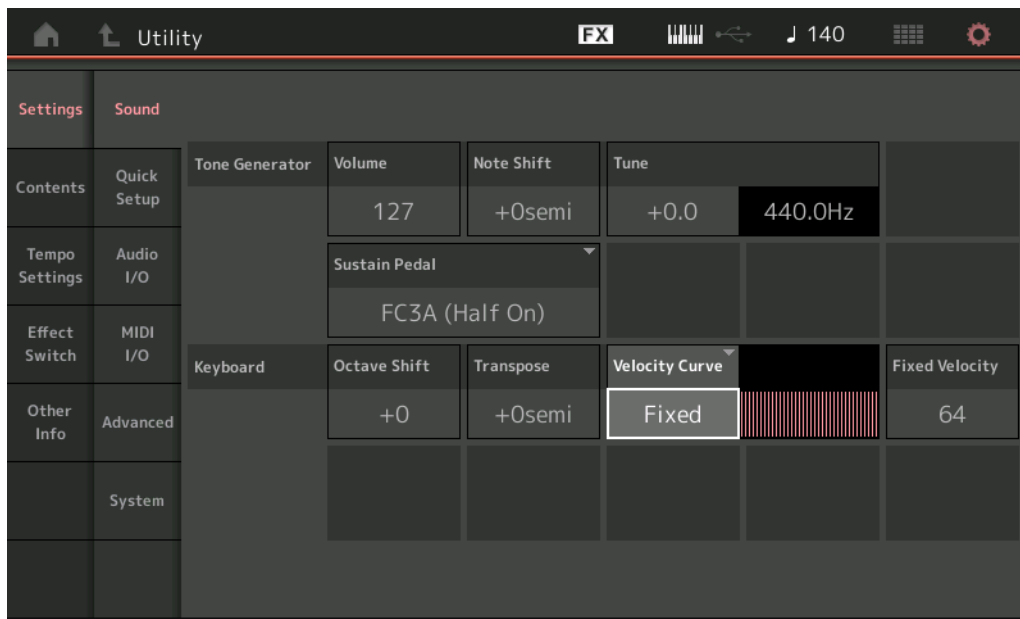 Utility
FX
♩ 140
Settings
Sound
Contents
Quick
Setup
Tempo
Settings
Audio
I/O
Effect
Switch
MIDI
I/O
Other
Info
Advanced
System
Tone Generator
Volume
Note Shift
Tune
127
+0semi
+0.0
440.0Hz
Sustain Pedal
FC3A (Half On)
Keyboard
Octave Shift
Transpose
Velocity Curve
Fixed Velocity
+0
+0semi
Fixed
64